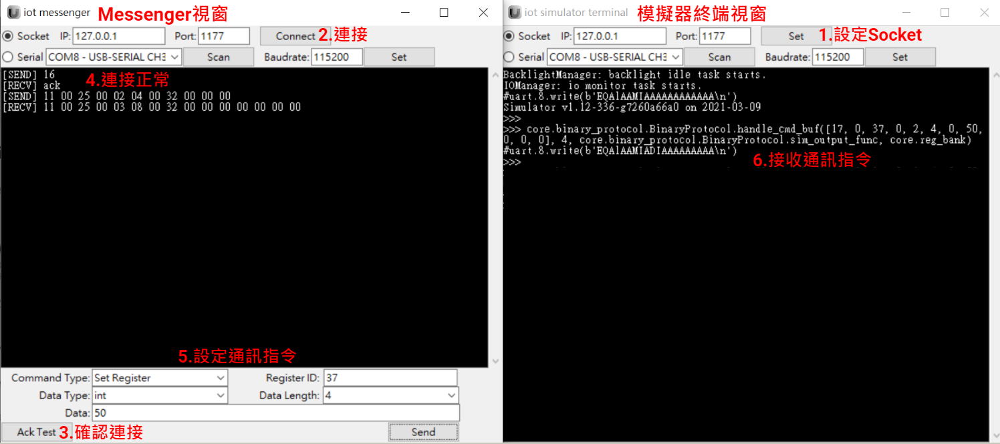 iot messenger Messenger視窗
Socket IP: 127.0.0.1 Port: 1177 Connect 2.連接
Serial COM8 - USB-SERIAL CH3 Scan Baudrate: 115200 Set
[SEND] 16
[RECV] ack
4.連接正常
[SEND] 11 00 25 00 02 04 00 32 00 00 00
[RECV] 11 00 25 00 03 08 00 32 00 00 00 00 00 00 00
5.設定通訊指令
Command Type: Set Register Register ID: 37
Data Type: int Data Length: 4
Data: 50
Ack Test 3.確認連接 Send
iot simulator terminal 模擬器終端視窗
Socket IP: 127.0.0.1 Port: 1177 Set 1.設定Socket
Serial COM8 - USB-SERIAL CH3 Scan Baudrate: 115200 Set
BacklightManager: backlight idle task starts.
IOManager: io monitor task starts.
#uart.8.write(b'EQAlAAMIAAAAAAAAAAAA\n')
Simulator v1.12-336-g7260a66a0 on 2021-03-09
>>>
>>> core.binary_protocol.BinaryProtocol.handle_cmd_buf([17, 0, 37, 0, 2, 4, 0, 50,
0, 0, 0], 4, core.binary_protocol.BinaryProtocol.sim_output_func, core.reg_bank)
#uart.8.write(b'EQAlAAMIADIAAAAAAAAA\n')
>>>
6.接收通訊指令